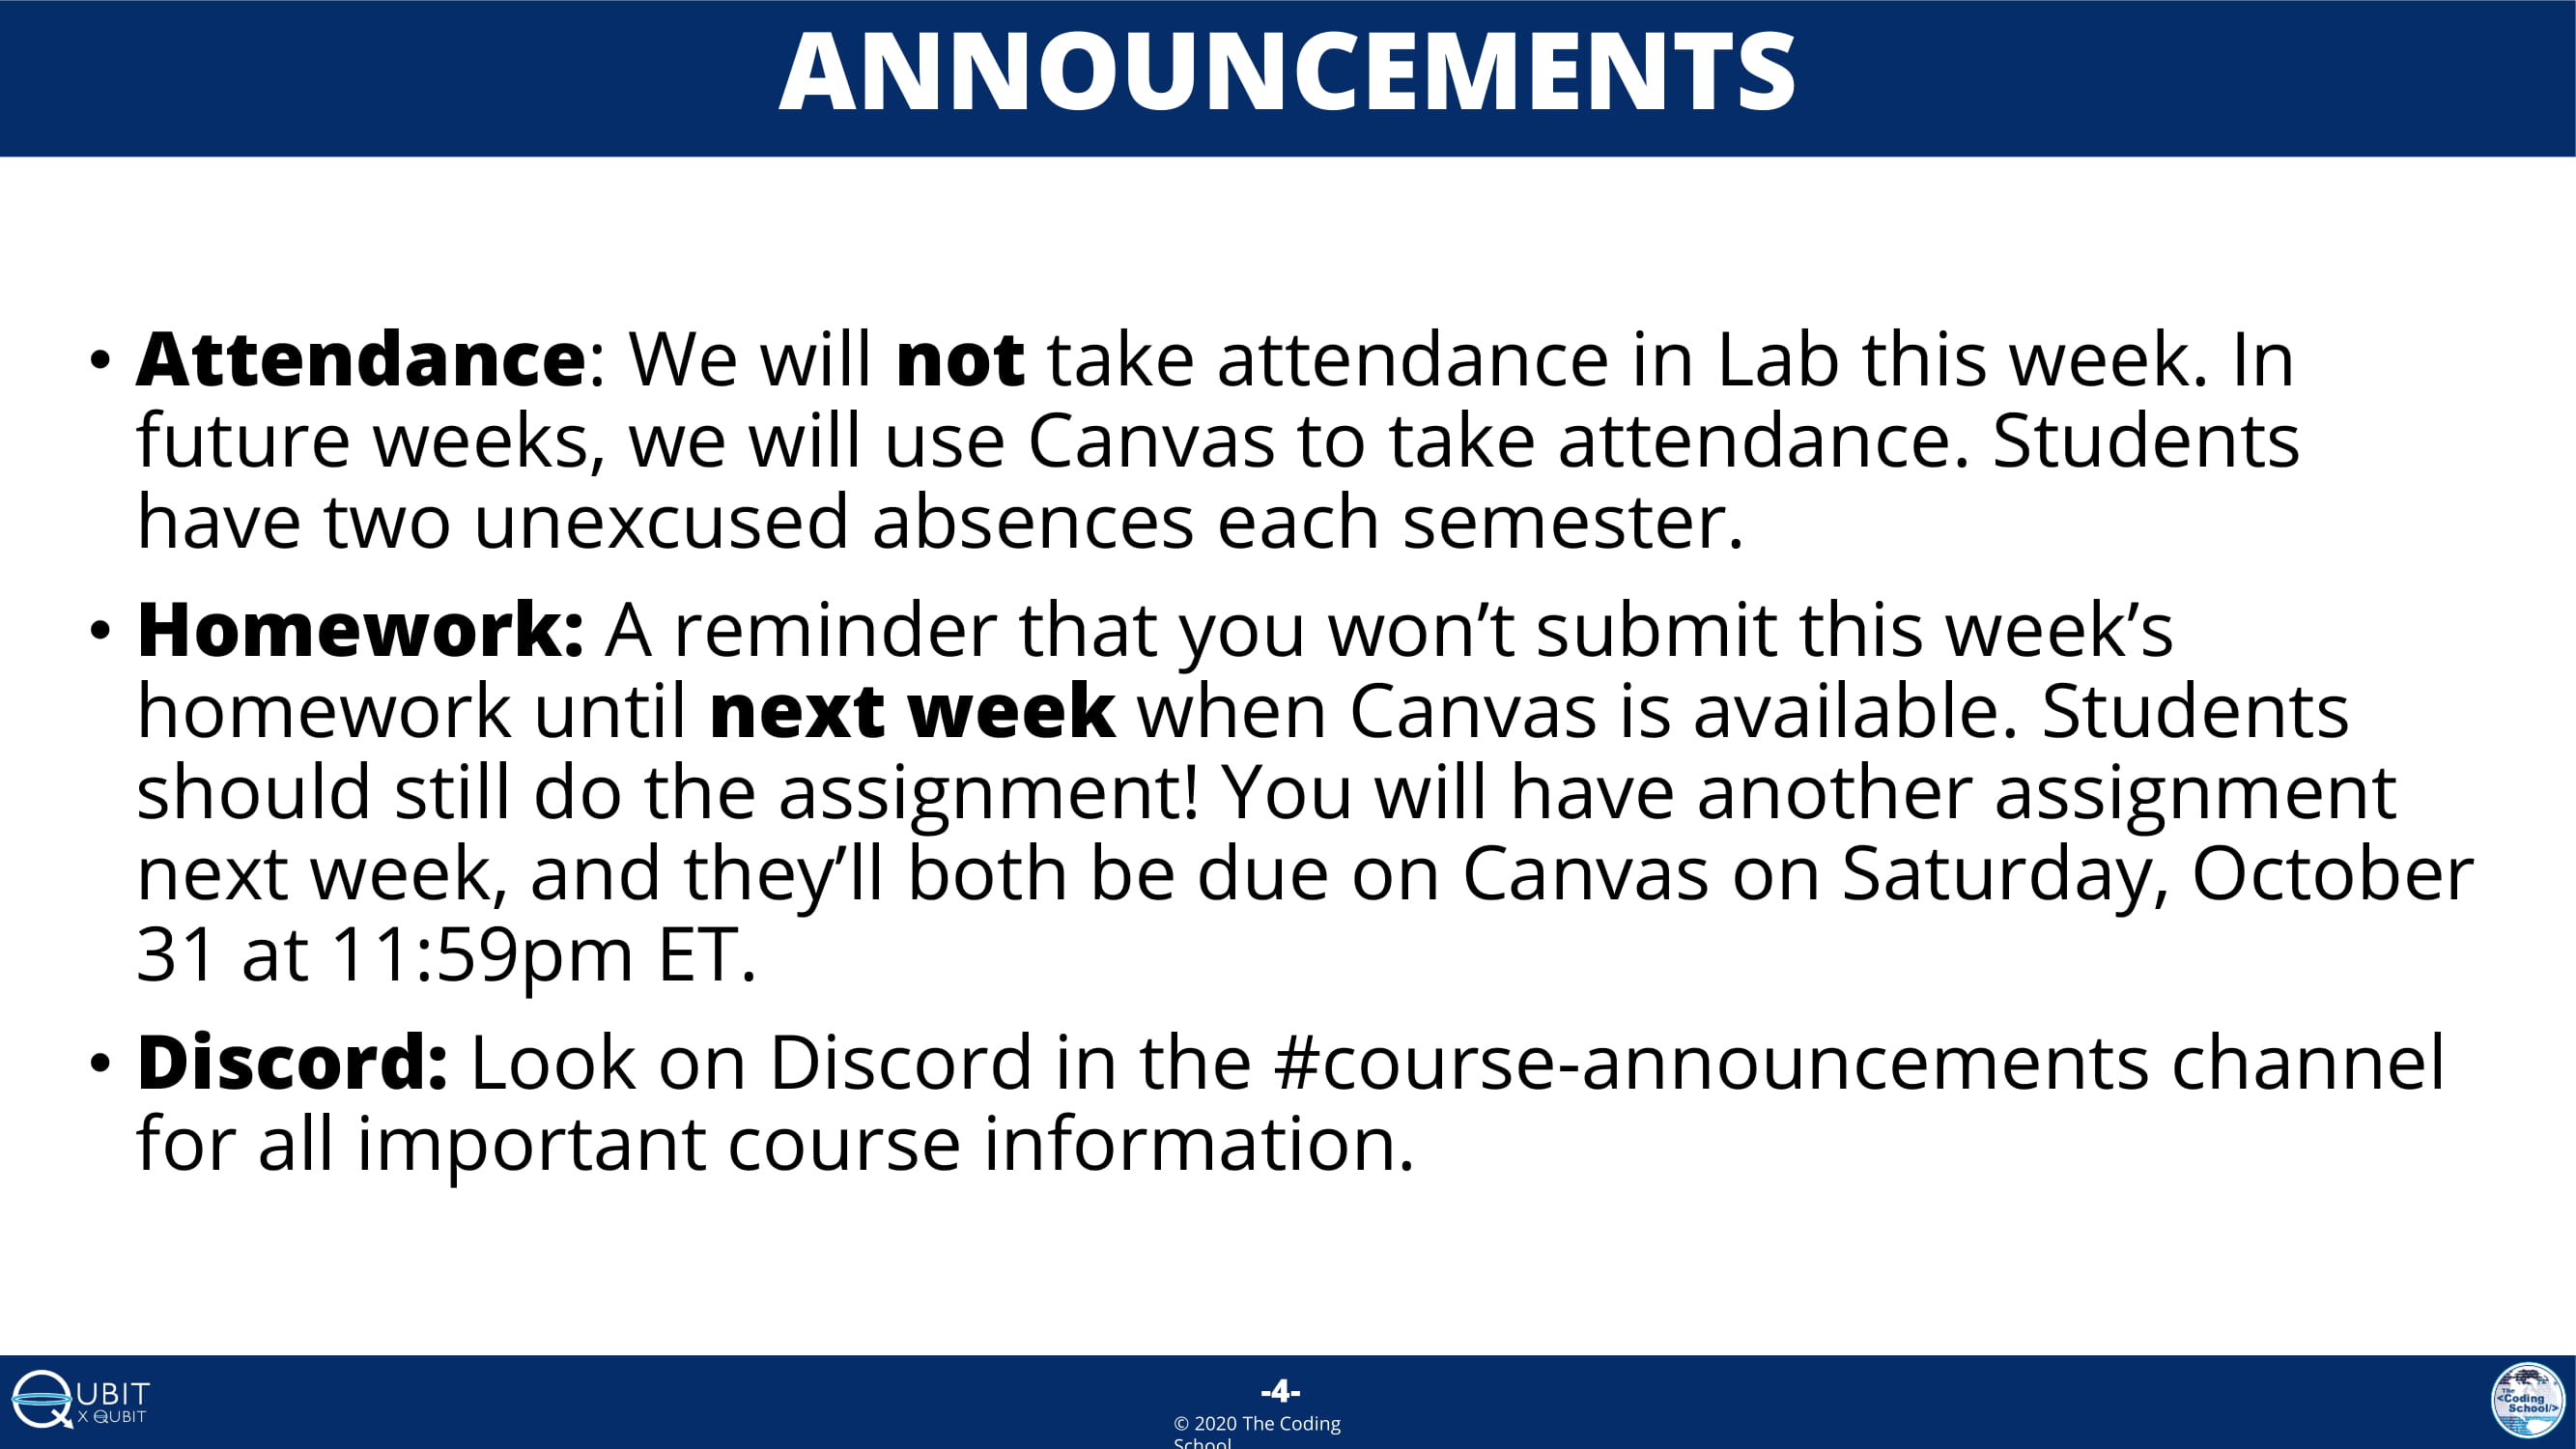 ANNOUNCEMENTS
• Attendance: We will not take attendance in Lab this week. In
future weeks, we will use Canvas to take attendance. Students
have two unexcused absences each semester.
• Homework: A reminder that you won’t submit this week’s
homework until next week when Canvas is available. Students
should still do the assignment! You will have another assignment
next week, and they’ll both be due on Canvas on Saturday, October
31 at 11:59pm ET.
• Discord: Look on Discord in the #course-announcements channel
for all important course information.
QUBIT
X QUBIT
-4-
© 2020 The Coding
School
The
<Coding
School/>